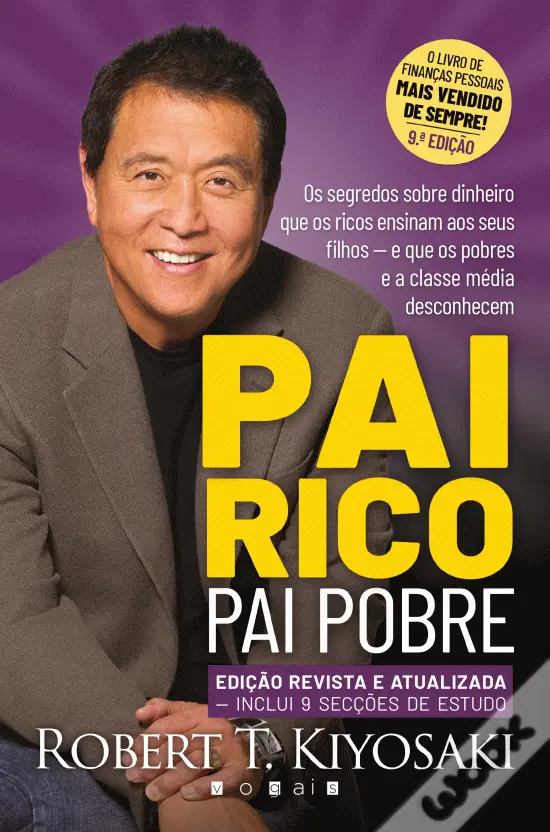 O LIVRO DE
FINANÇAS PESSOAIS
MAIS VENDIDO
DE SEMPRE!
9.ª EDIÇÃO
Os segredos sobre dinheiro
que os ricos ensinam aos seus
filhos — e que os pobres
e a classe média
desconhecem
PAI
RICO
PAI POBRE
EDIÇÃO REVISTA E ATUALIZADA
— INCLUI 9 SECÇÕES DE ESTUDO
ROBERT T. KIYOSAKI
vogais
wook